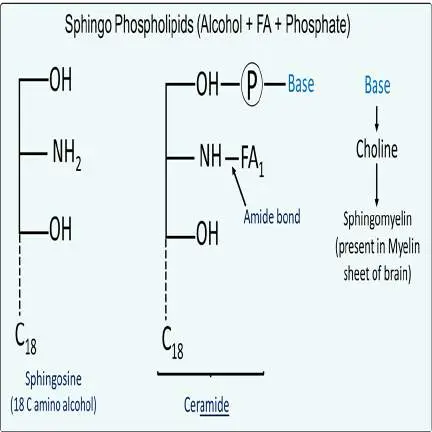 Sphingo Phospholipids (Alcohol + FA + Phosphate)
OH
NH2
OH
C18
Sphingosine
(18 C amino alcohol)
OH P Base
NH FA1
Amide bond
OH
C18
Ceramide
Base
Choline
Sphingomyelin
(present in Myelin
sheet of brain)